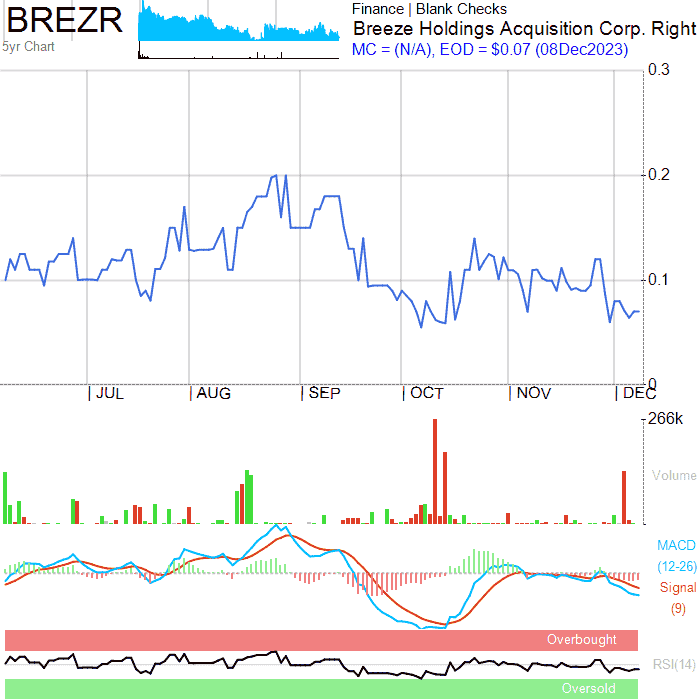 BREZR
5yr Chart
Finance | Blank Checks
Breeze Holdings Acquisition Corp. Right
MC = (N/A), EOD = $0.07 (08Dec2023)
0.3
0.2
0.1
0
JUL
AUG
SEP
OCT
NOV
DEC
266k
Volume
MACD
(12-26)
Signal
(9)
Overbought
RSI(14)
Oversold